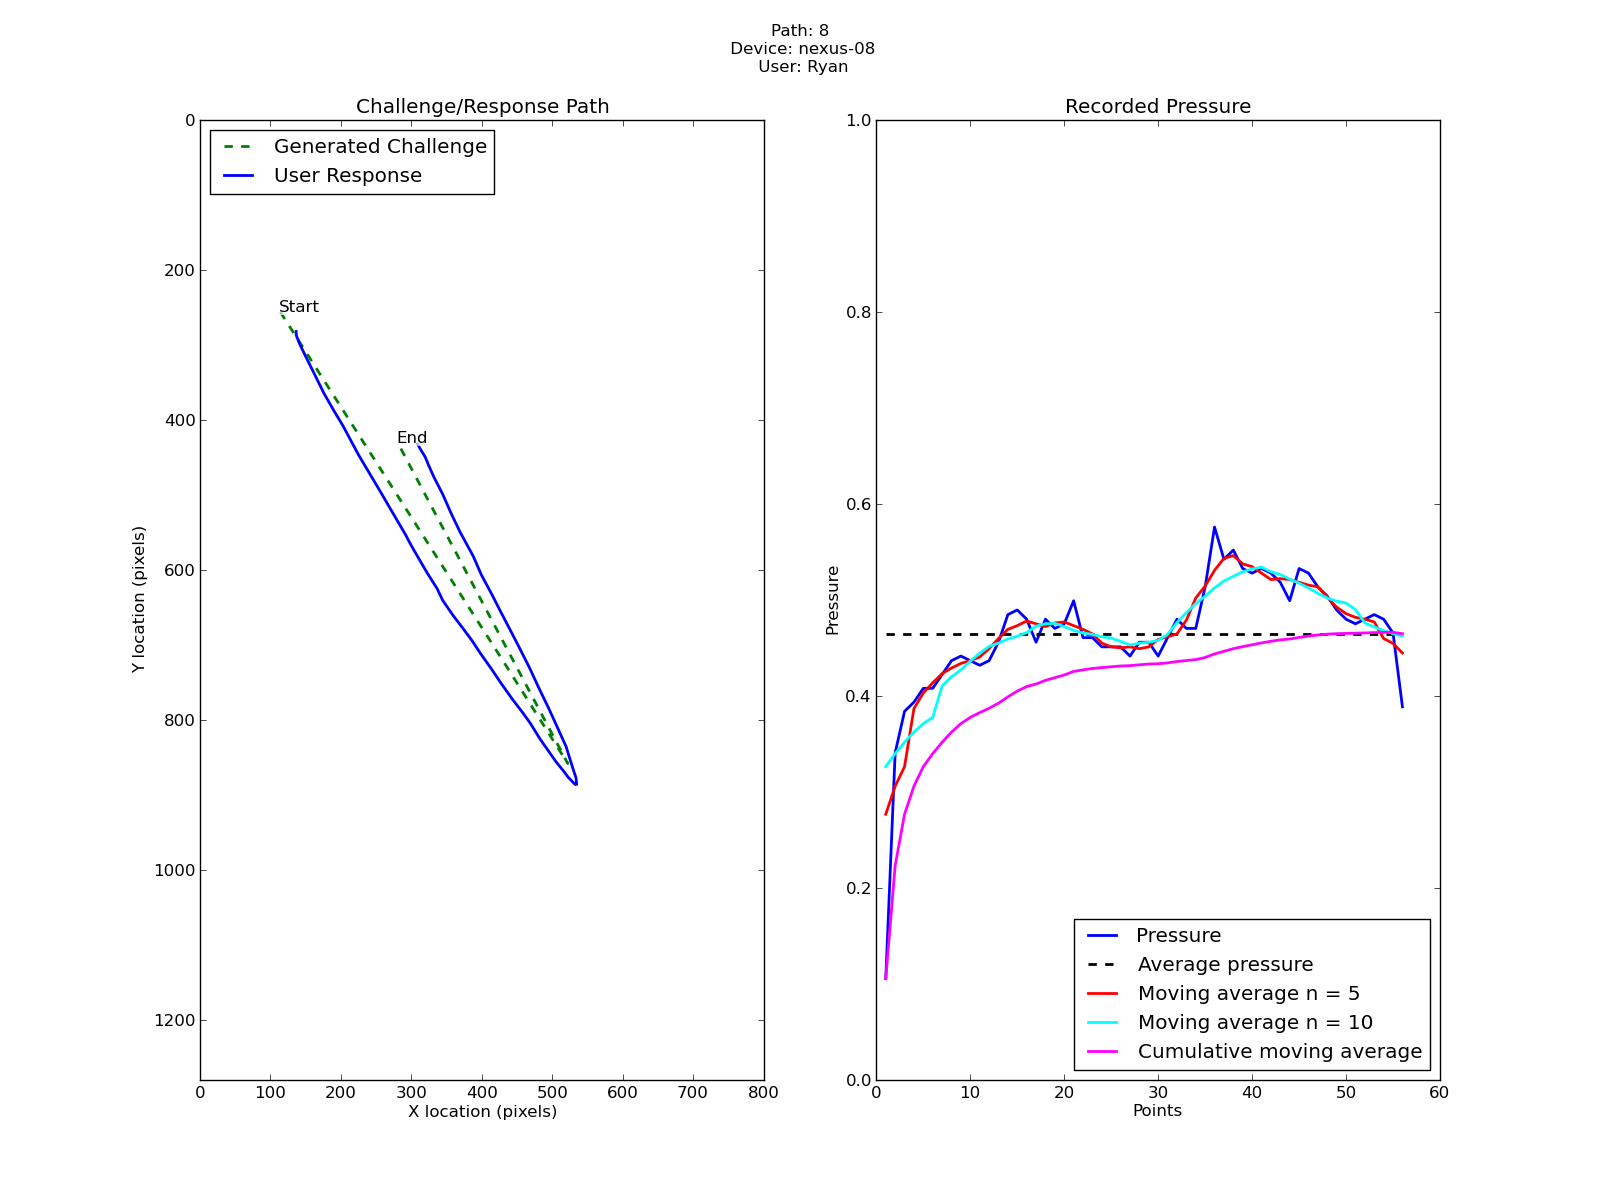 Path: 8
Device: nexus-08
User: Ryan
Challenge/Response Path
Generated Challenge
User Response
Start
End
0
200
400
600
800
1000
1200
Y location (pixels)
0 100 200 300 400 500 600 700 800
X location (pixels)
Recorded Pressure
1.0
0.8
0.6
0.4
0.2
0.0
Pressure
Pressure
Average pressure
Moving average n = 5
Moving average n = 10
Cumulative moving average
0 10 20 30 40 50 60
Points